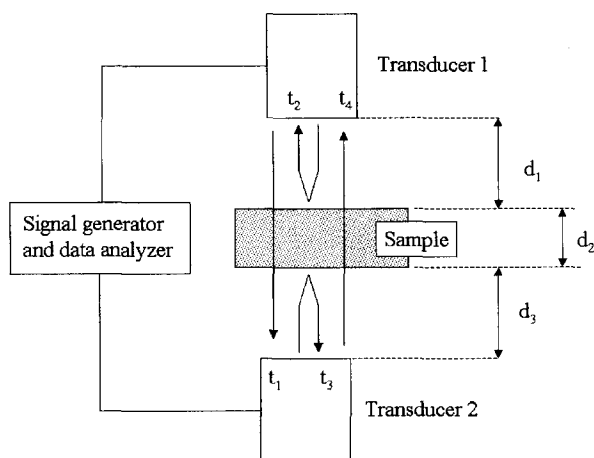 Transducer 1
t₂
t₄
d₁
Signal generator
and data analyzer
Sample
d₂
d₃
t₁
t₃
Transducer 2